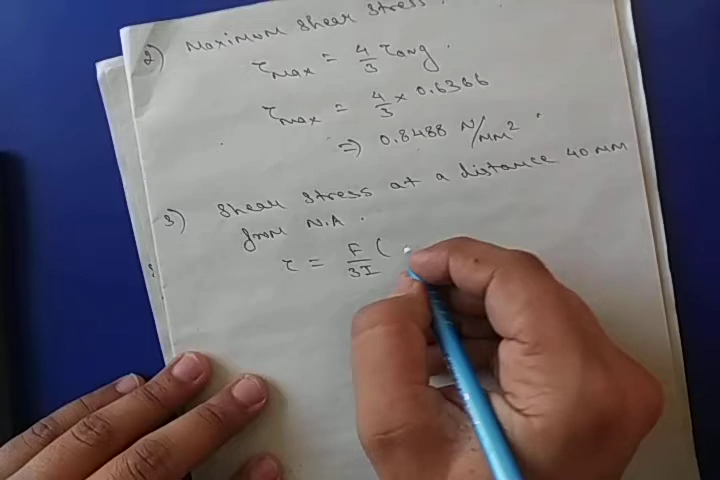 2) Maximum shear stress.
τmax = 4/3 τavg.
τmax = 4/3 × 0.6366
⇒ 0.8488 N/mm².
3) Shear stress at a distance 40 mm
from N.A.
τ = F/3I (